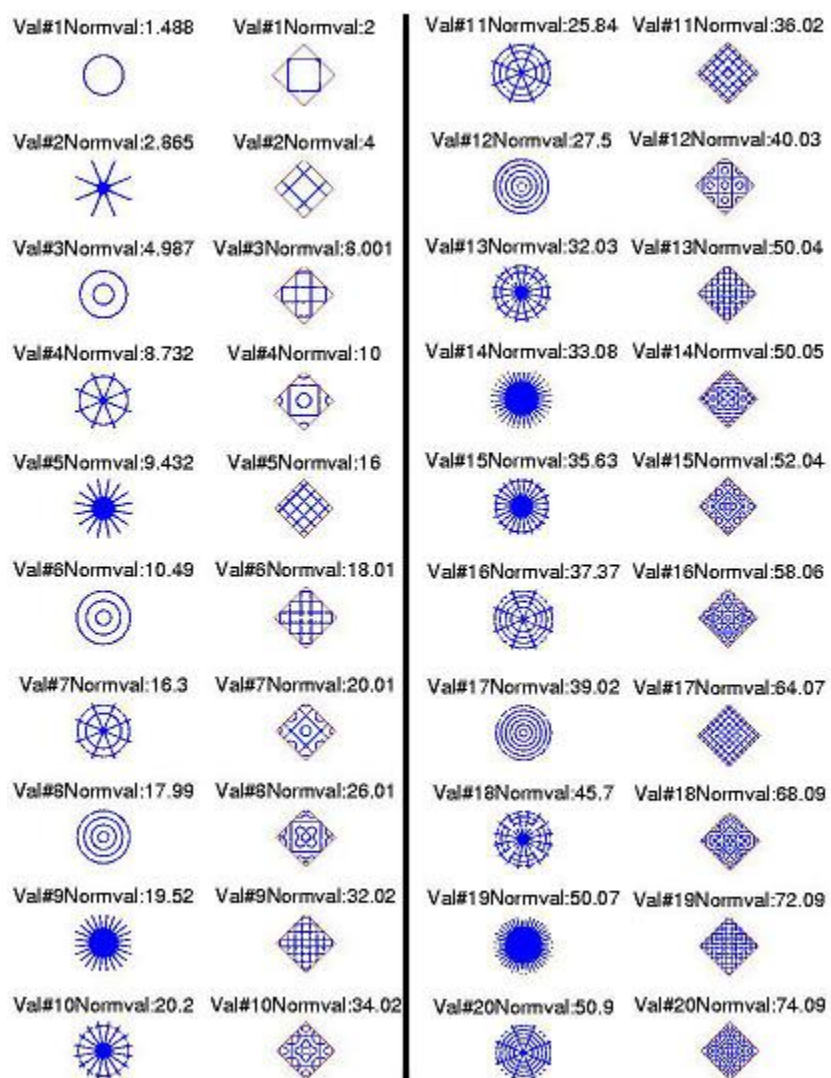 Val#1Normval:1.488
Val#1Normval:2
Val#2Normval:2.865
Val#2Normval:4
Val#3Normval:4.987
Val#3Normval:8.001
Val#4Normval:8.732
Val#4Normval:10
Val#5Normval:9.432
Val#5Normval:16
Val#6Normval:10.49
Val#6Normval:18.01
Val#7Normval:16.3
Val#7Normval:20.01
Val#8Normval:17.99
Val#8Normval:26.01
Val#9Normval:19.52
Val#9Normval:32.02
Val#10Normval:20.2
Val#10Normval:34.02
Val#11Normval:25.84
Val#11Normval:36.02
Val#12Normval:27.5
Val#12Normval:40.03
Val#13Normval:32.03
Val#13Normval:50.04
Val#14Normval:33.08
Val#14Normval:50.05
Val#15Normval:35.63
Val#15Normval:52.04
Val#16Normval:37.37
Val#16Normval:58.06
Val#17Normval:39.02
Val#17Normval:64.07
Val#18Normval:45.7
Val#18Normval:68.09
Val#19Normval:50.07
Val#19Normval:72.09
Val#20Normval:50.9
Val#20Normval:74.09